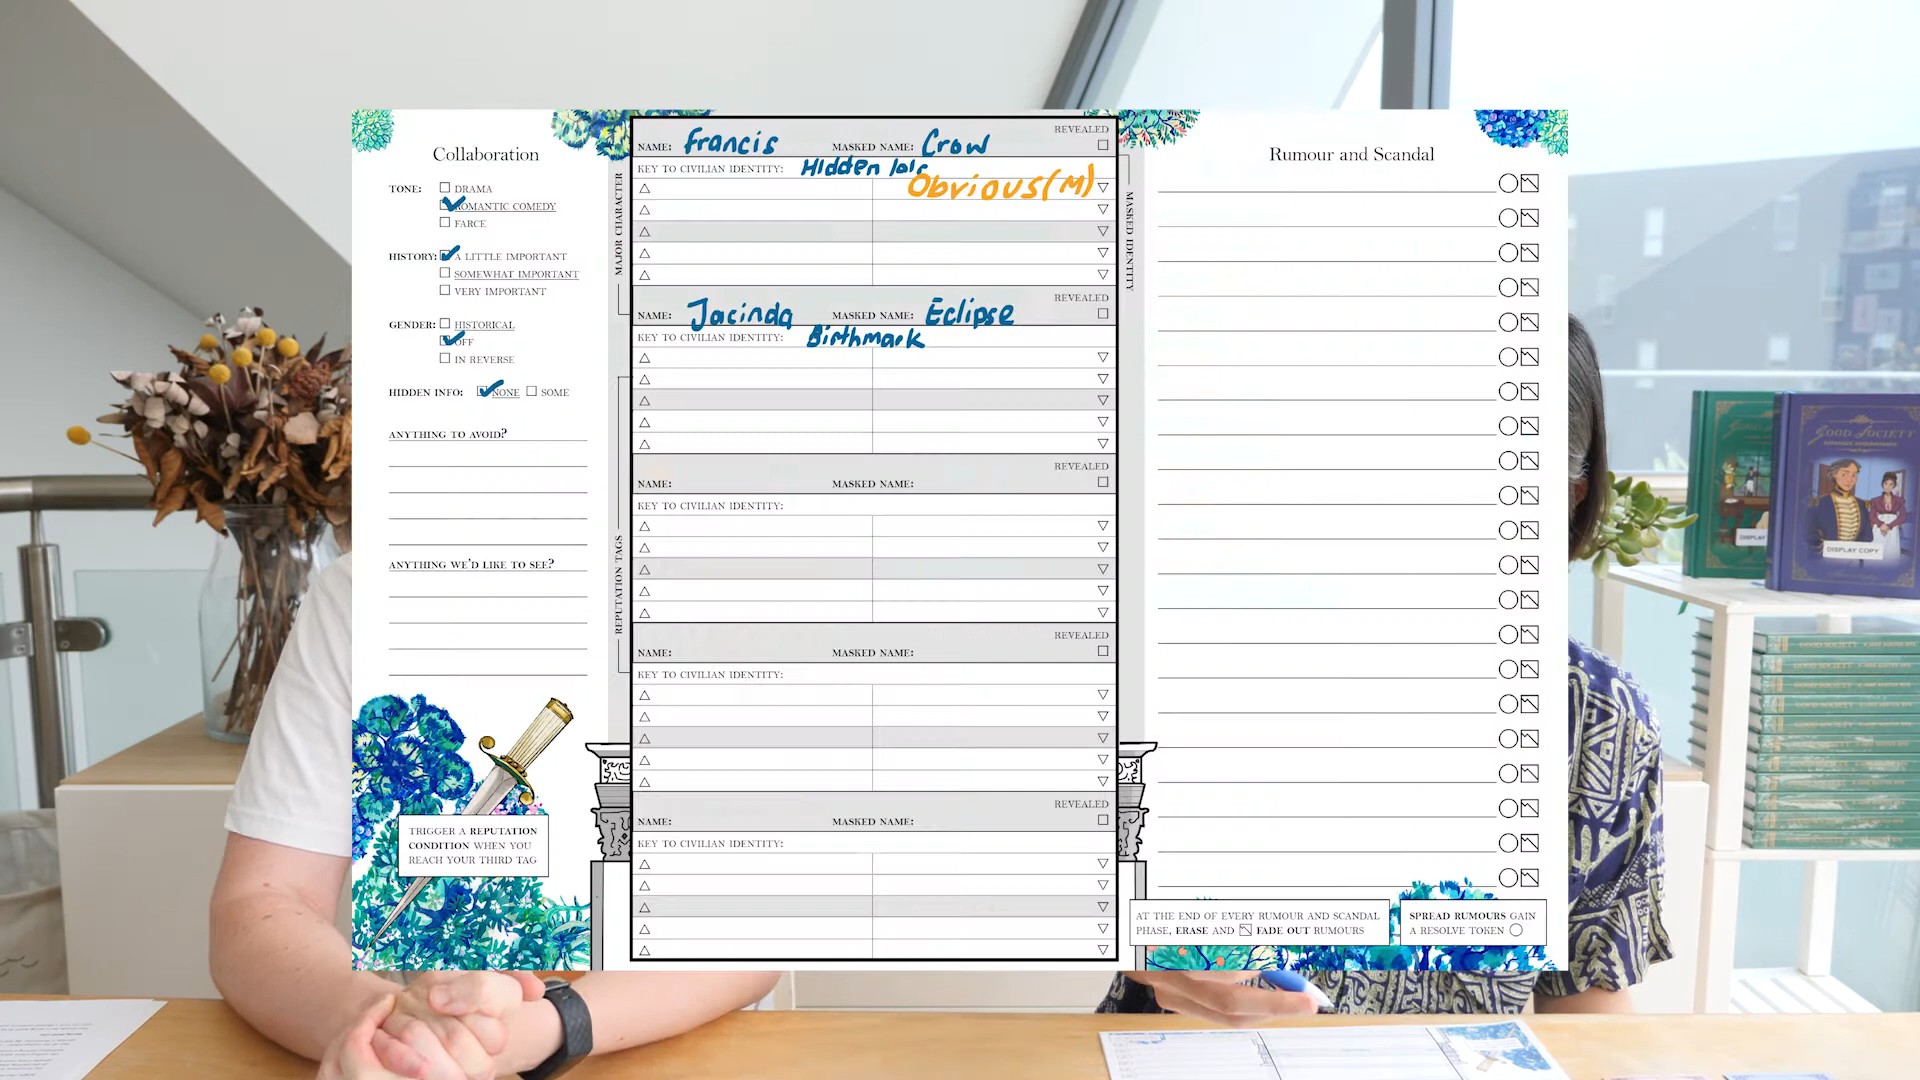 Collaboration
TONE: DRAMA
ROMANTIC COMEDY
FARCE
HISTORY: A LITTLE IMPORTANT
SOMEWHAT IMPORTANT
VERY IMPORTANT
GENDER: HISTORICAL
OFF
IN REVERSE
HIDDEN INFO: NONE SOME
ANYTHING TO AVOID?
ANYTHING WE'D LIKE TO SEE?
TRIGGER A REPUTATION
CONDITION WHEN YOU
REACH YOUR THIRD TAG
MAJOR CHARACTER
REPUTATION TAGS
REVEALED
NAME: Francis MASKED NAME: Crow
KEY TO CIVILIAN IDENTITY: Hidden lair
Obvious (M)
REVEALED
NAME: Jacinda MASKED NAME: Eclipse
KEY TO CIVILIAN IDENTITY: Birthmark
REVEALED
NAME: MASKED NAME:
KEY TO CIVILIAN IDENTITY:
REVEALED
NAME: MASKED NAME:
KEY TO CIVILIAN IDENTITY:
REVEALED
NAME: MASKED NAME:
KEY TO CIVILIAN IDENTITY:
MASKED IDENTITY
Rumour and Scandal
AT THE END OF EVERY RUMOUR AND SCANDAL
PHASE, ERASE AND FADE OUT RUMOURS
SPREAD RUMOURS GAIN
A RESOLVE TOKEN
GOOD SOCIETY
DISPLAY COPY
DISPLAY